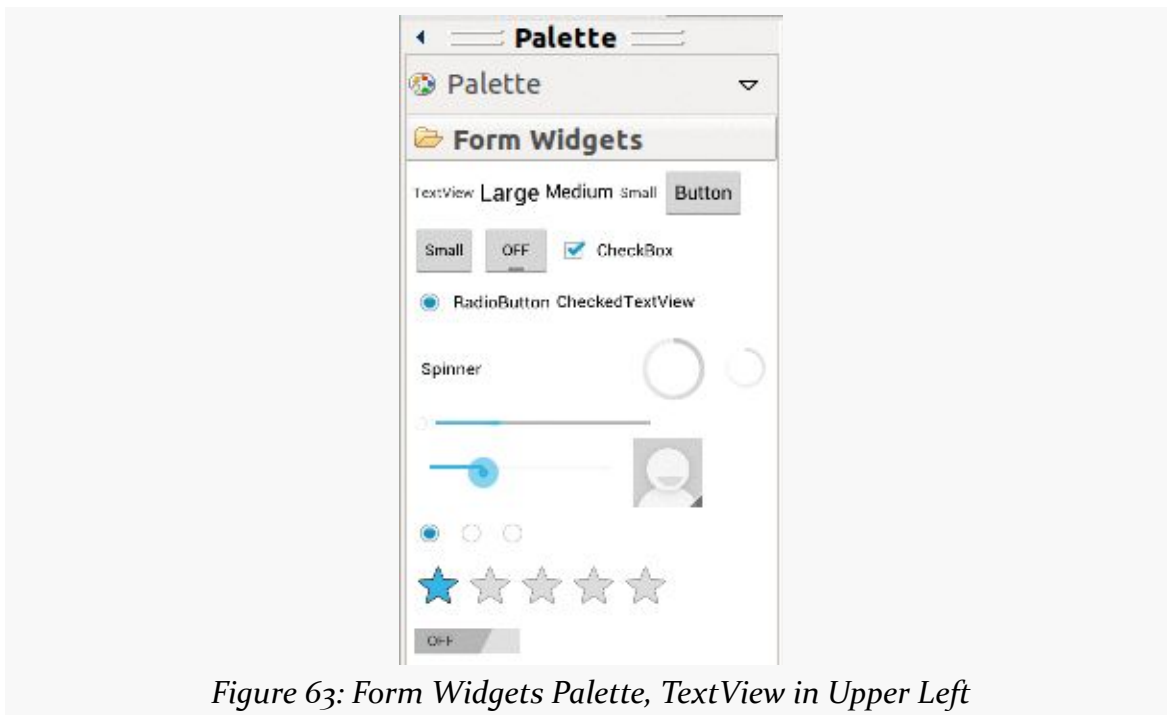 Palette
Palette
Form Widgets
TextView Large Medium Small Button
Small OFF CheckBox
RadioButton CheckedTextView
Spinner
OFF
Figure 63: Form Widgets Palette, TextView in Upper Left